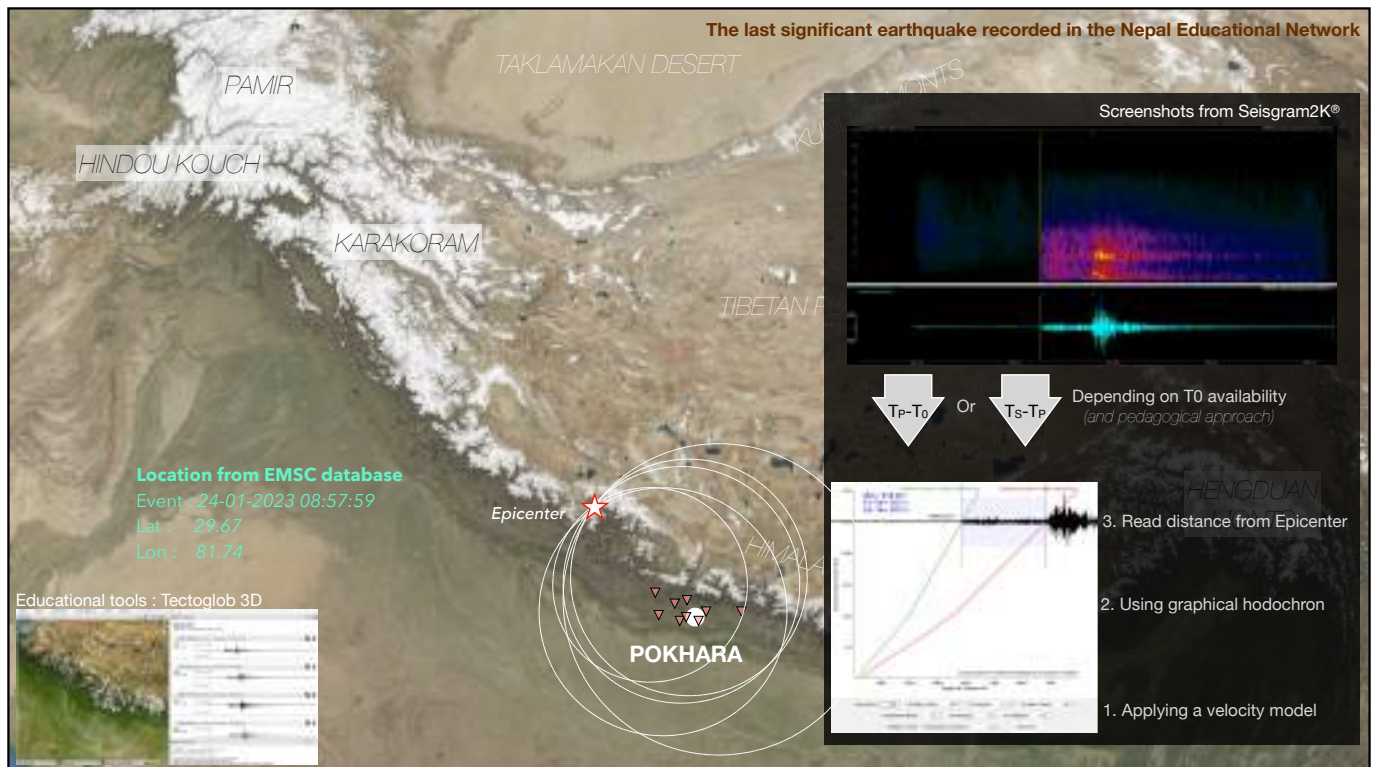 The last significant earthquake recorded in the Nepal Educational Network
TAKLAMAKAN DESERT
PAMIR
MONTS
Screenshots from Seisgram2K®
HINDOU KOUCH
KARAKORAM
TIBETAN
TP-T0
Or
TS-TP
Depending on T0 availability
(and pedagogical approach)
Location from EMSC database
Event : 24-01-2023 08:57:59
Lat : 29.67
Lon : 81.74
Epicenter
HENGDUAN
3. Read distance from Epicenter
HIMALA
Educational tools : Tectoglob 3D
2. Using graphical hodochron
POKHARA
1. Applying a velocity model